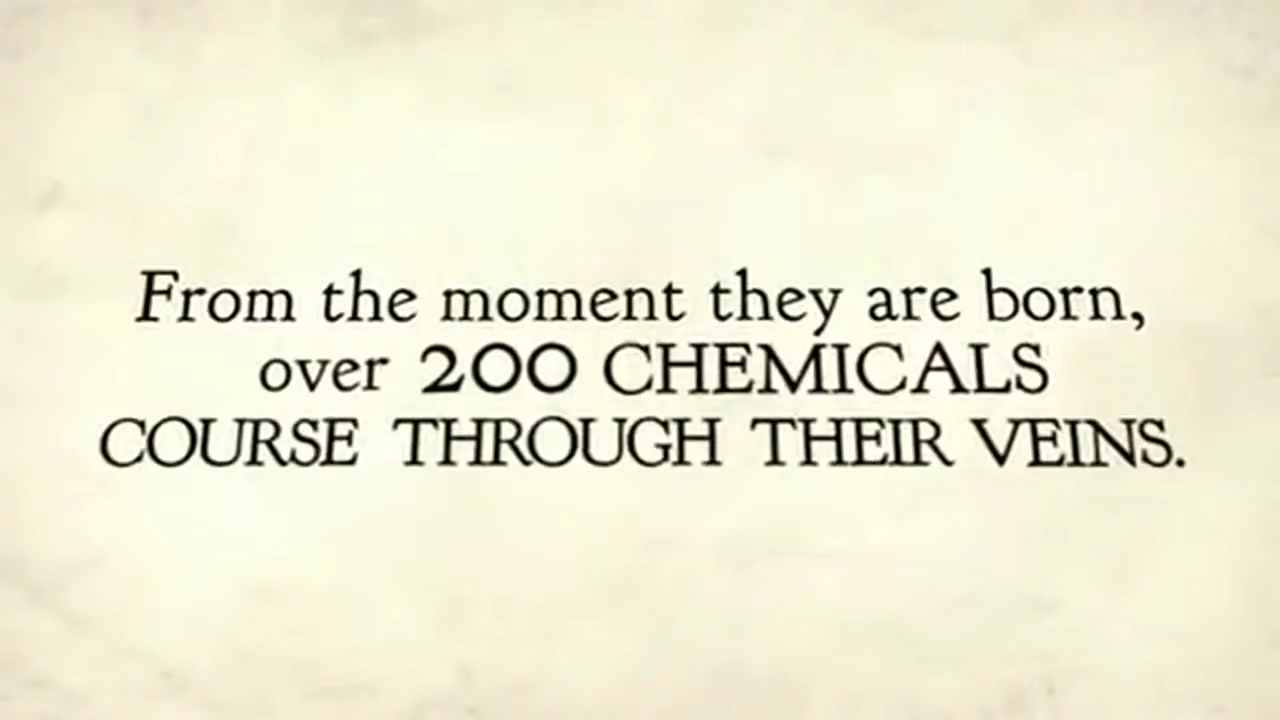 From the moment they are born,
over 200 CHEMICALS
COURSE THROUGH THEIR VEINS.